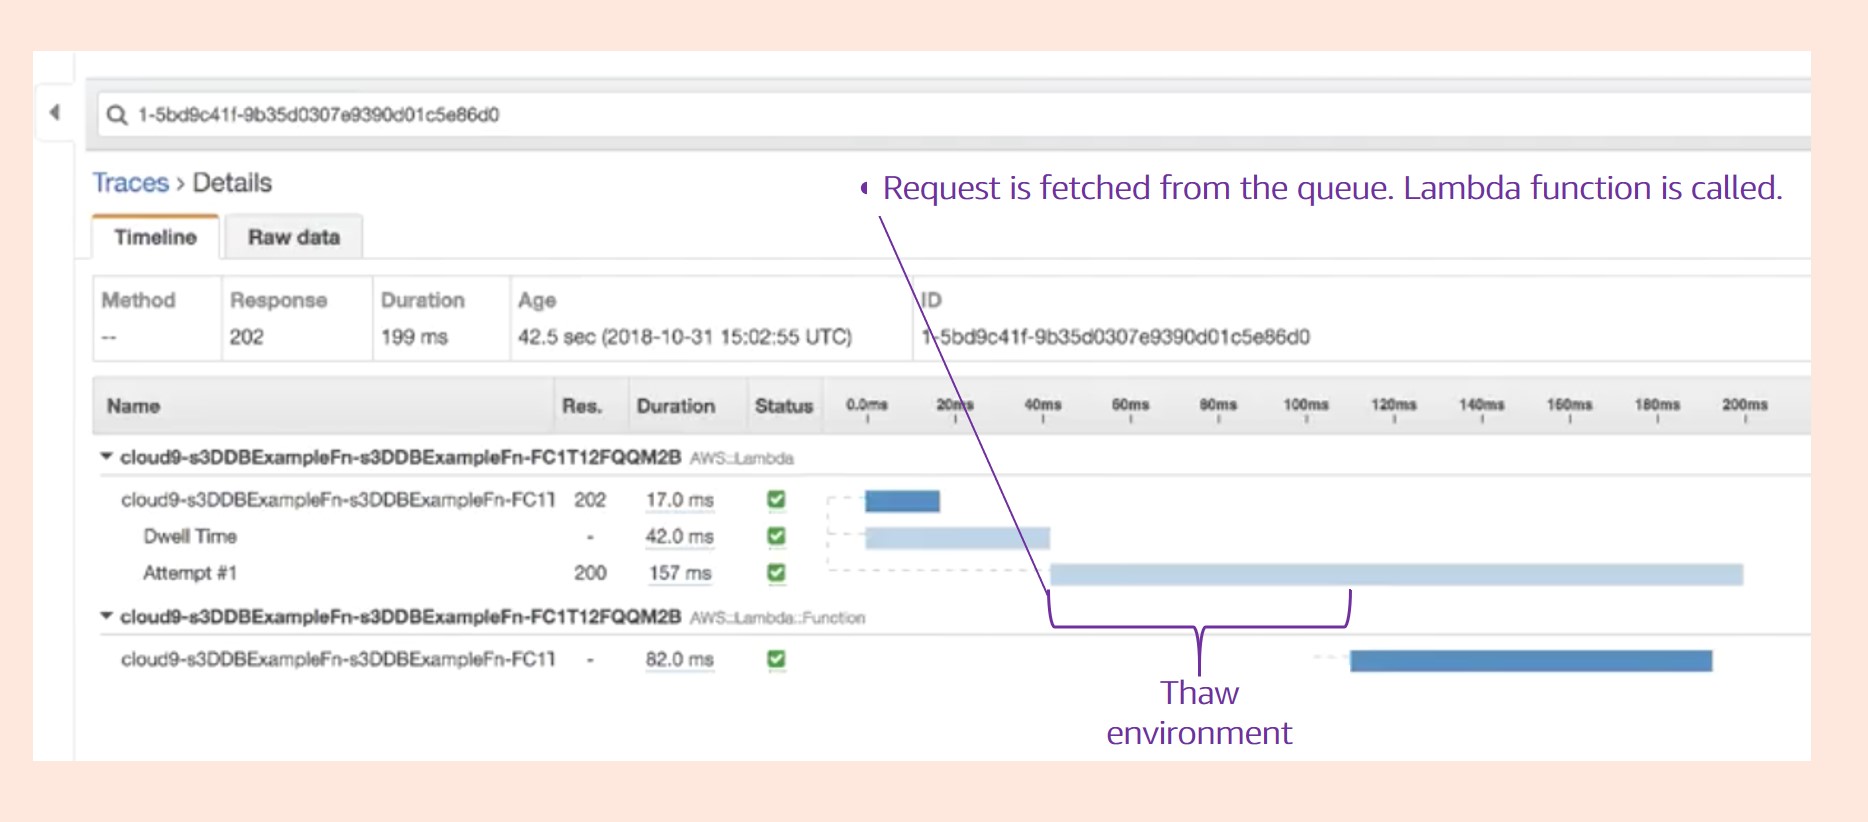 1-5bd9c41f-9b35d0307e9390d01c5e86d0
Traces > Details
Request is fetched from the queue. Lambda function is called.
Timeline Raw data
Method Response Duration Age ID
-- 202 199 ms 42.5 sec (2018-10-31 15:02:55 UTC) 1-5bd9c41f-9b35d0307e9390d01c5e86d0
Name Res. Duration Status 0.0ms 20ms 40ms 60ms 80ms 100ms 120ms 140ms 160ms 180ms 200ms
cloud9-s3DDBExampleFn-s3DDBExampleFn-FC1T12FQQM2B AWS::Lambda
cloud9-s3DDBExampleFn-s3DDBExampleFn-FC1T 202 17.0 ms
Dwell Time - 42.0 ms
Attempt #1 200 157 ms
cloud9-s3DDBExampleFn-s3DDBExampleFn-FC1T12FQQM2B AWS::Lambda::Function
cloud9-s3DDBExampleFn-s3DDBExampleFn-FC1T - 82.0 ms
Thaw
environment